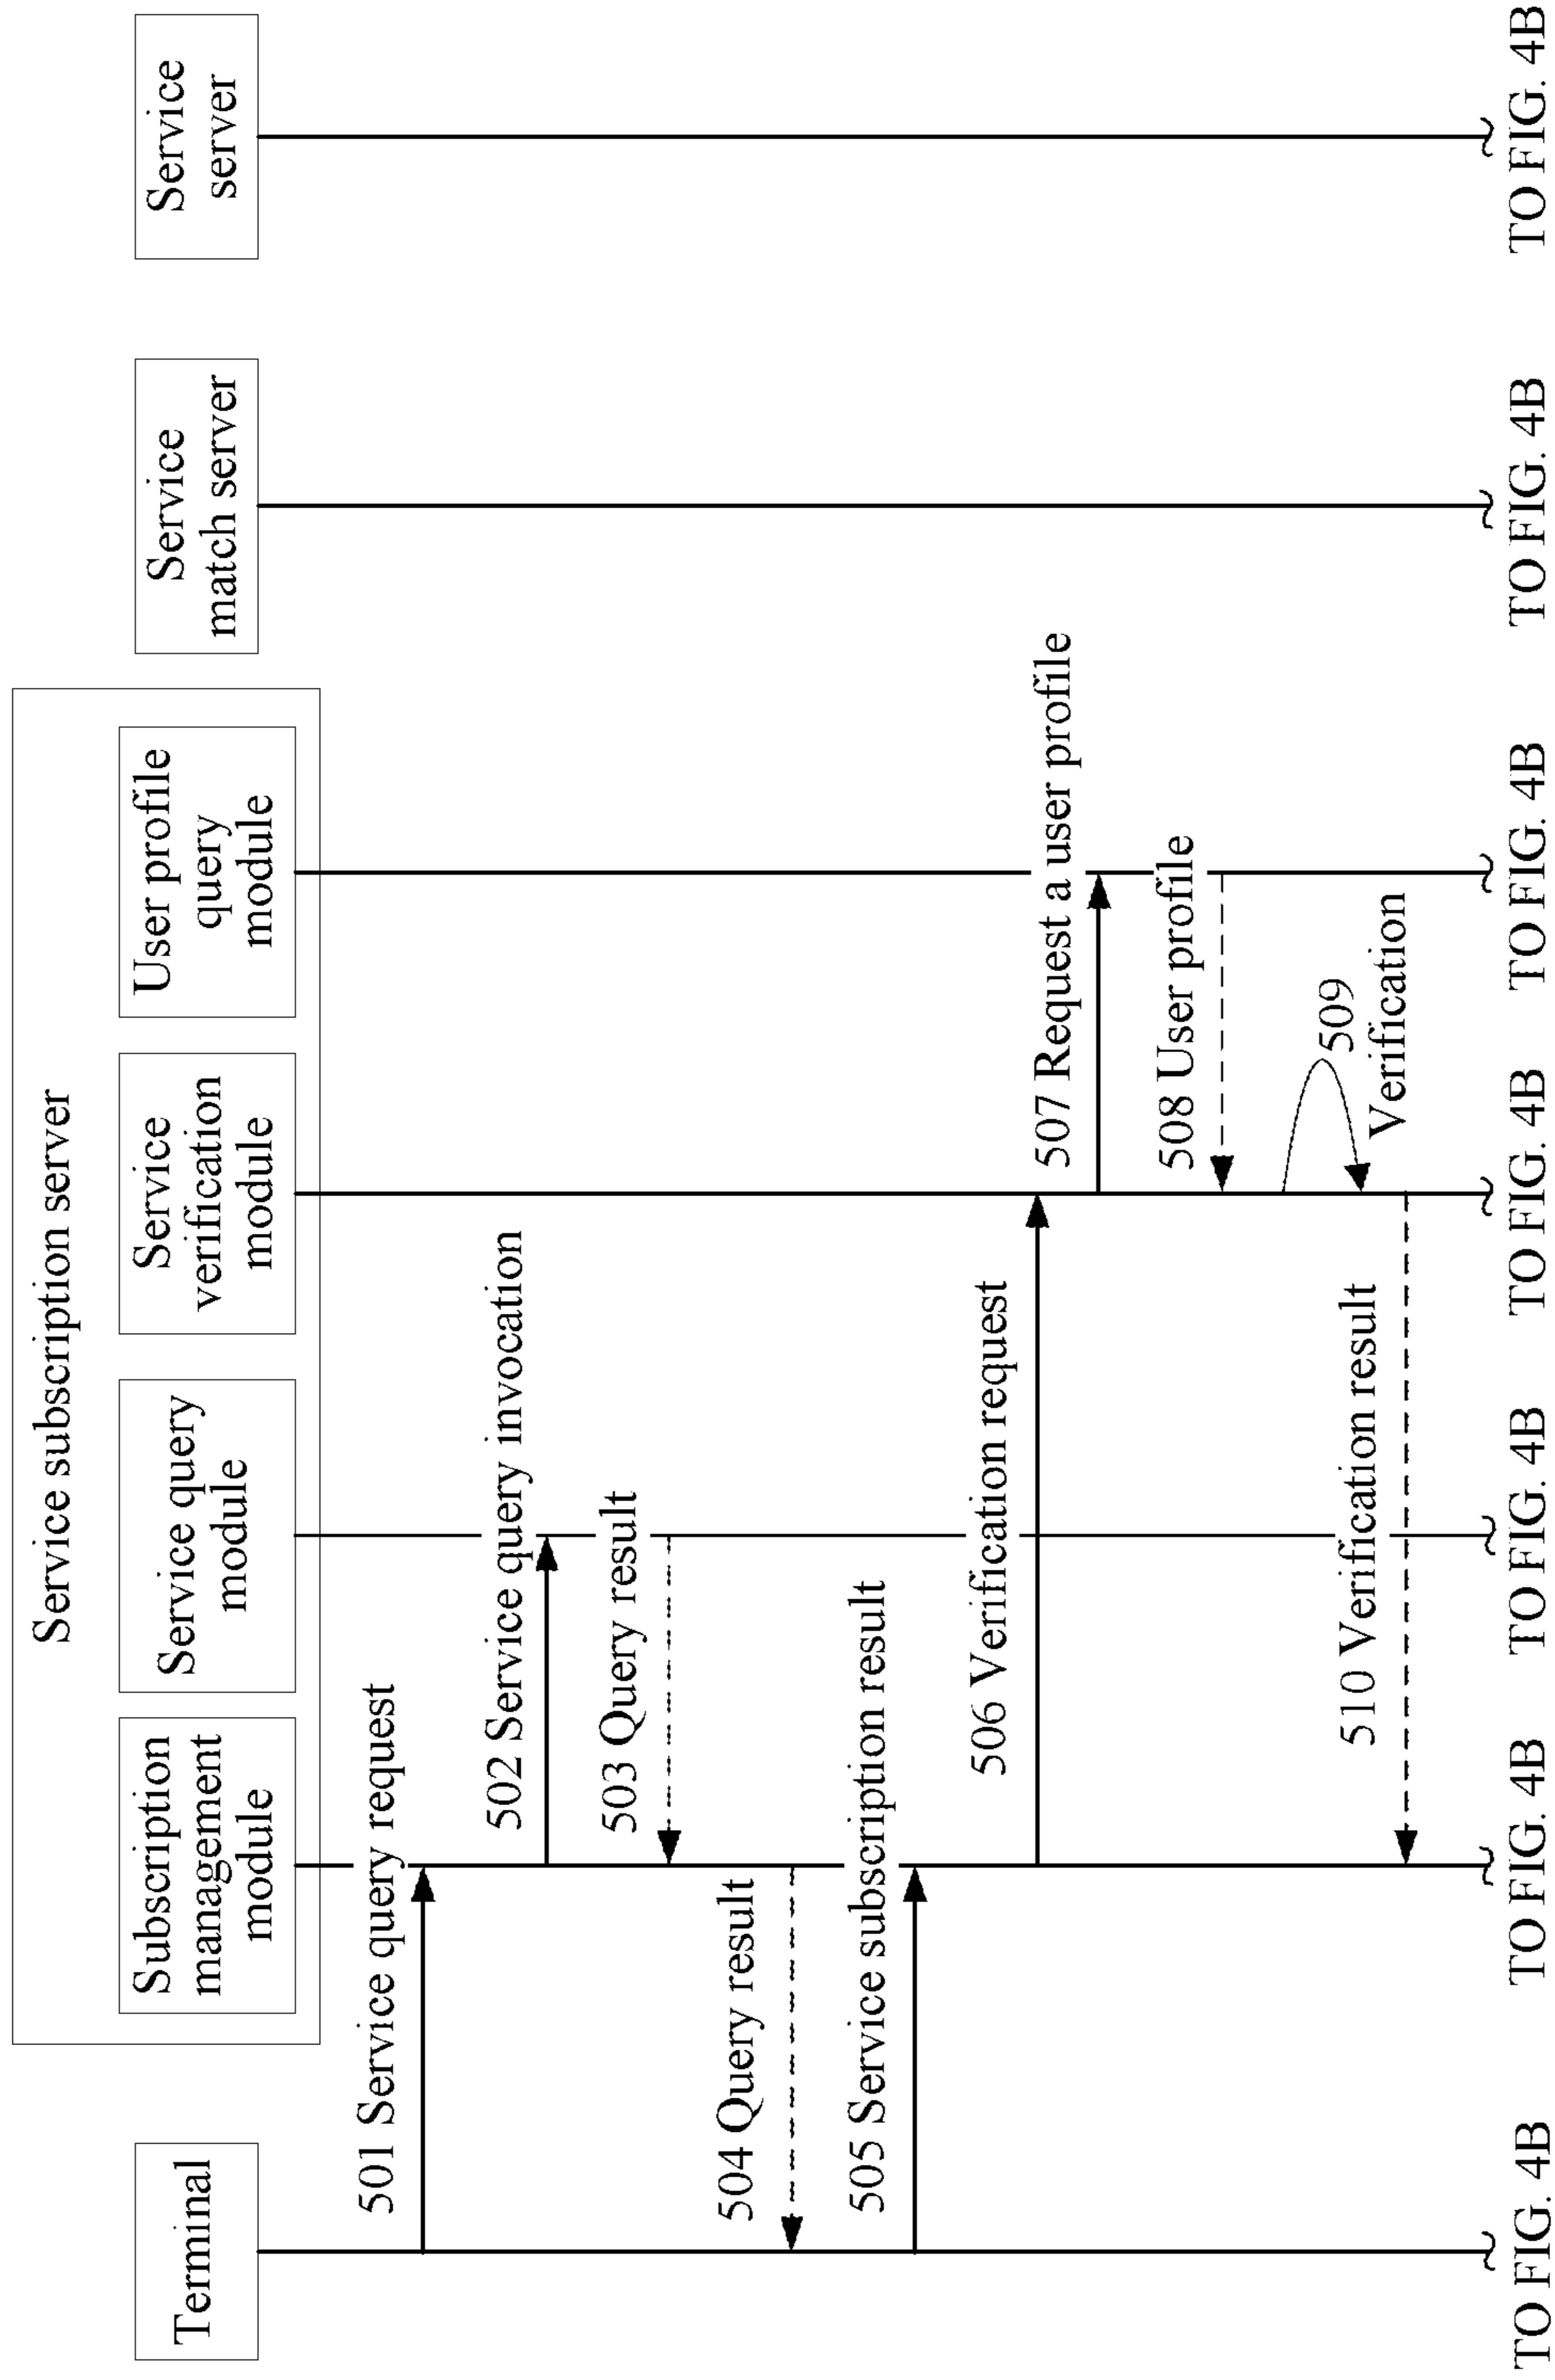 Service subscription server
Terminal
Subscription
management
module
Service query
module
Service
verification
module
User profile
query
module
Service
match server
Service
server
501 Service query request
502 Service query invocation
503 Query result
504 Query result
505 Service subscription result
506 Verification request
507 Request a user profile
508 User profile
509
Verification
510 Verification result
TO FIG. 4B
TO FIG. 4B
TO FIG. 4B
TO FIG. 4B
TO FIG. 4B
TO FIG. 4B
TO FIG. 4B